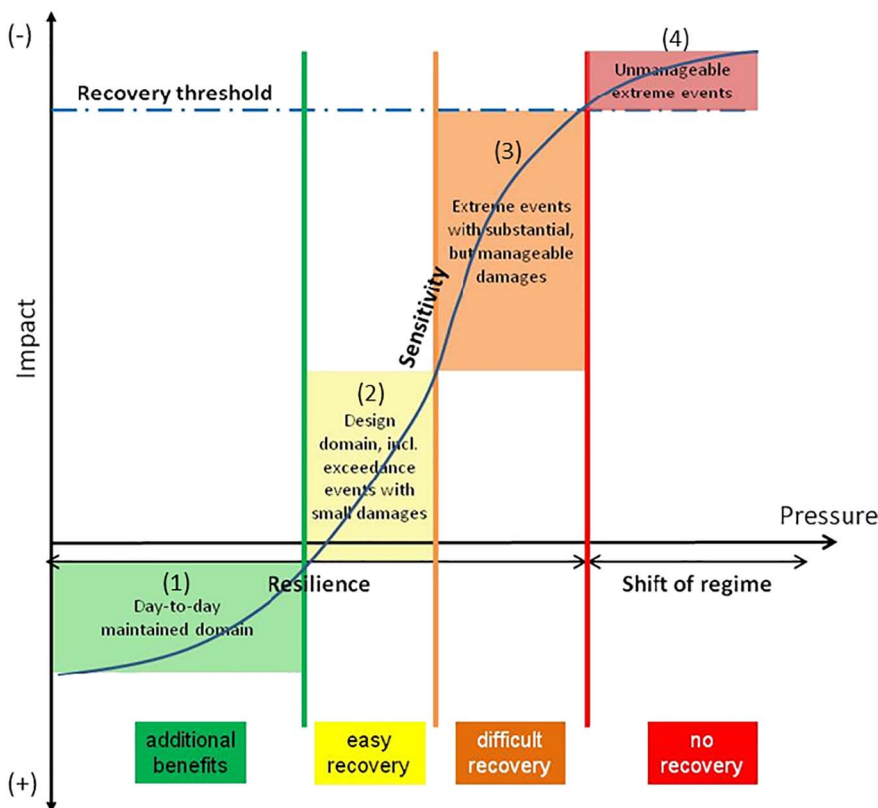 (-)
(4)
Unmanageable
extreme events
Recovery threshold
(3)
Extreme events
with substantial,
but manageable
damages
Sensitivity
Impact
(2)
Design
domain, incl.
exceedance
events with
small damages
Pressure
(1)
Day-to-day
maintained domain
Resilience
Shift of regime
additional
benefits
easy
recovery
difficult
recovery
no
recovery
(+)